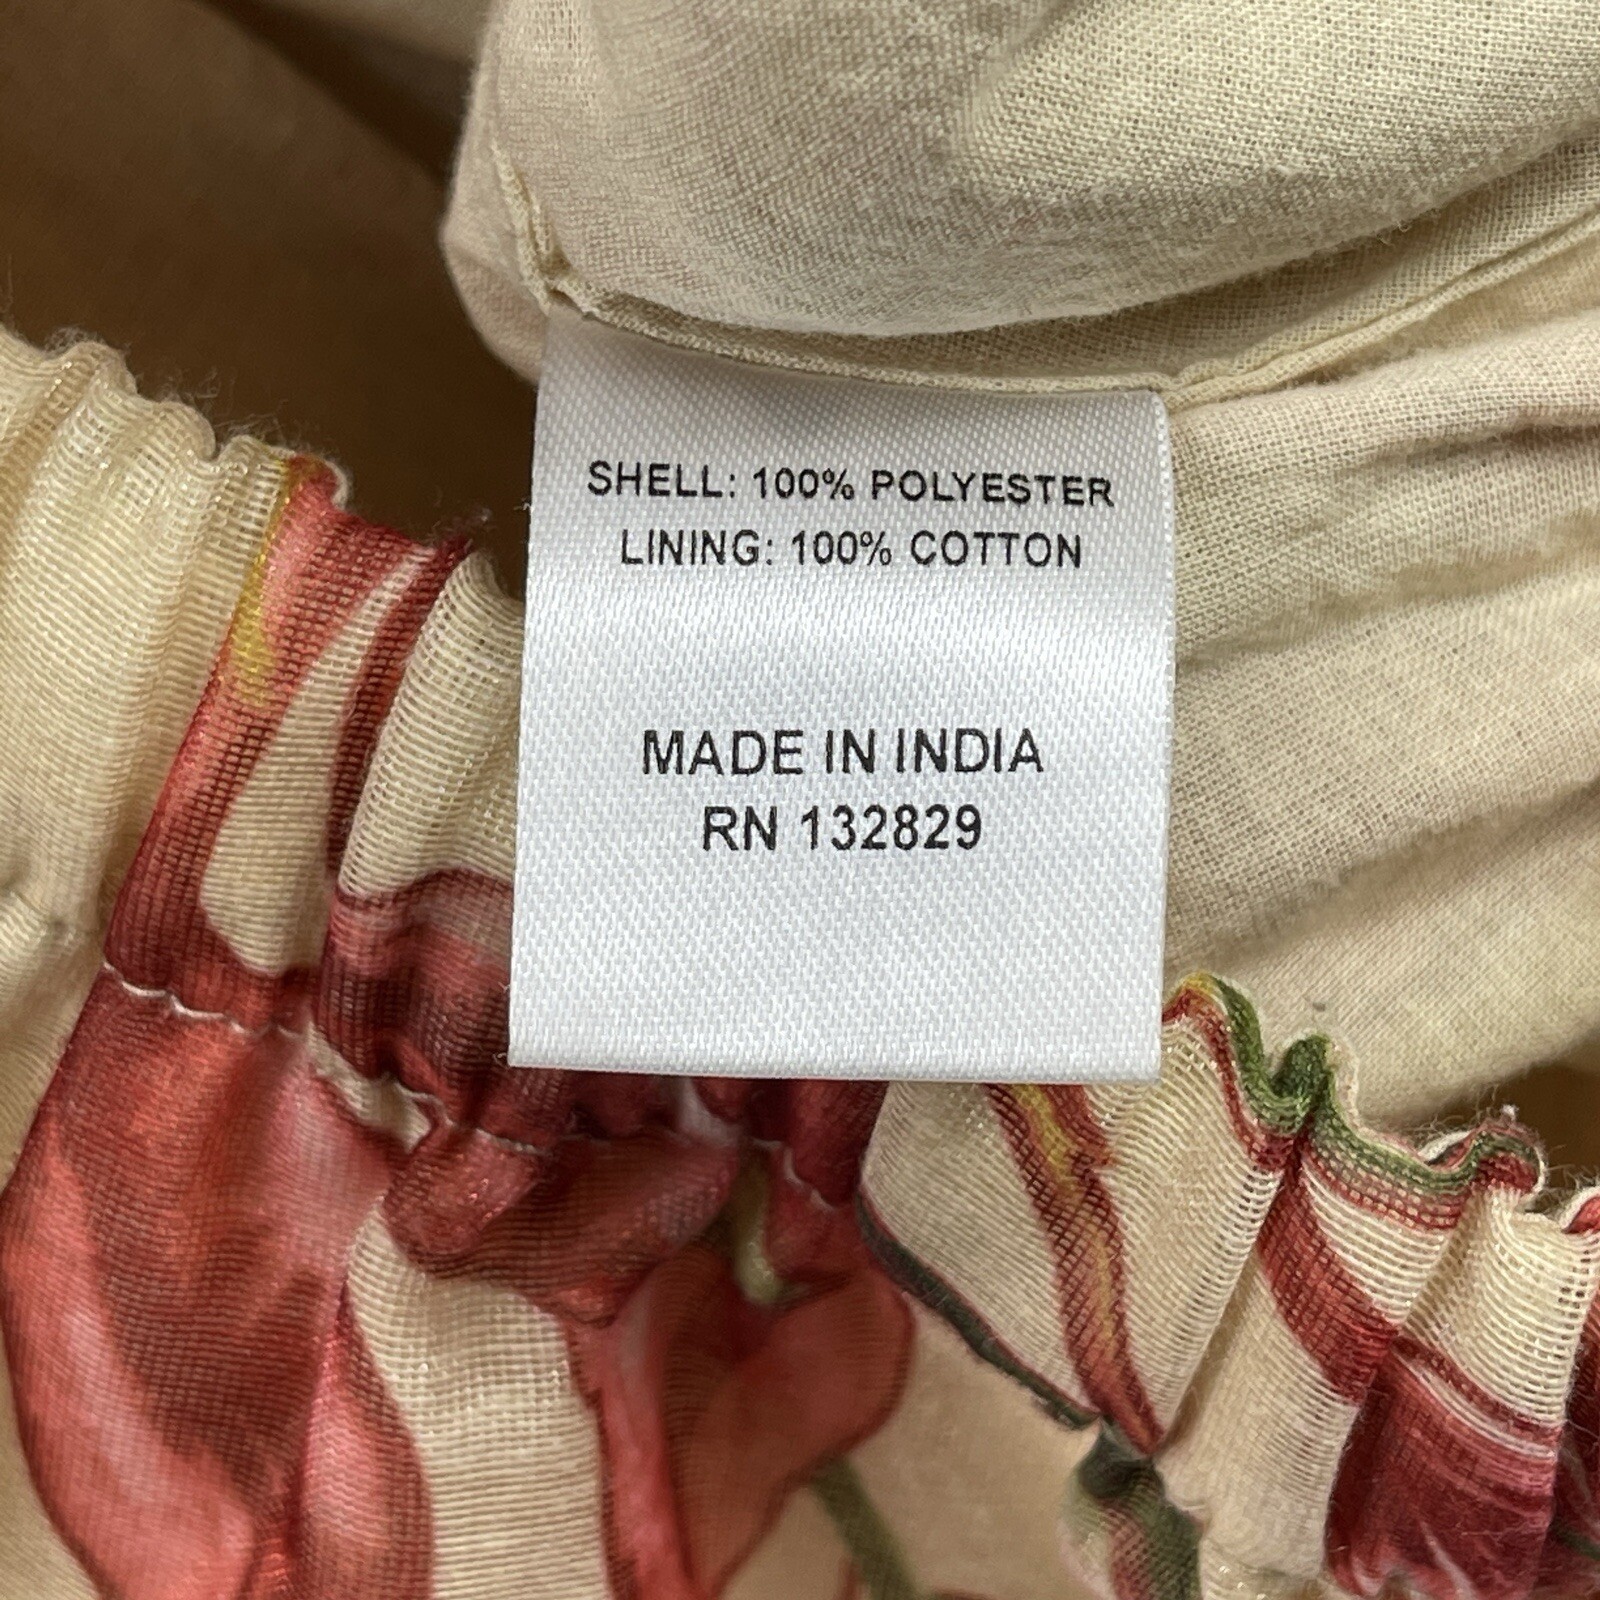 SHELL: 100% POLYESTER
LINING: 100% COTTON
MADE IN INDIA
RN 132829